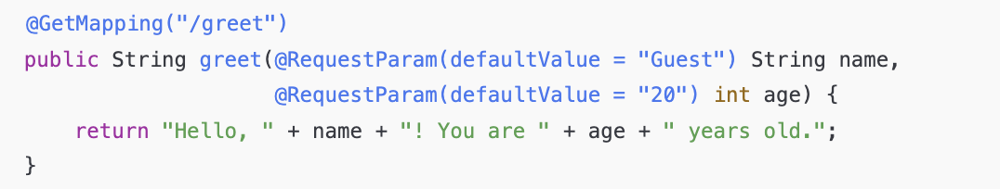 @GetMapping("/greet")
public String greet(@RequestParam(defaultValue = "Guest") String name,
                    @RequestParam(defaultValue = "20") int age) {
    return "Hello, " + name + "! You are " + age + " years old.";
}